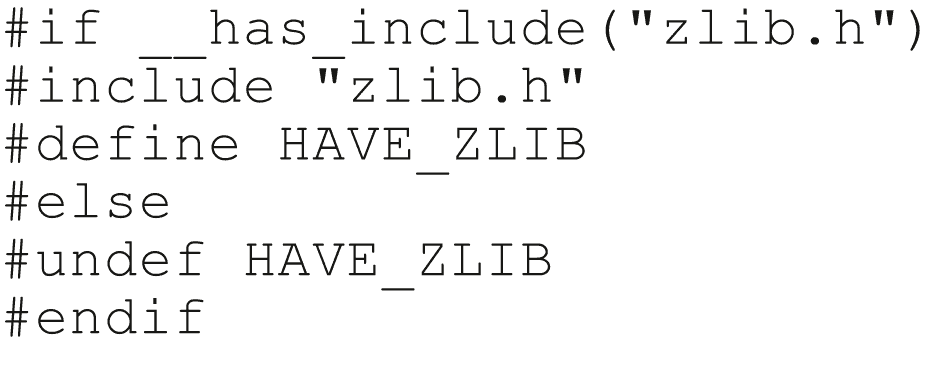 #if __has_include("zlib.h")
#include "zlib.h"
#define HAVE_ZLIB
#else
#undef HAVE_ZLIB
#endif